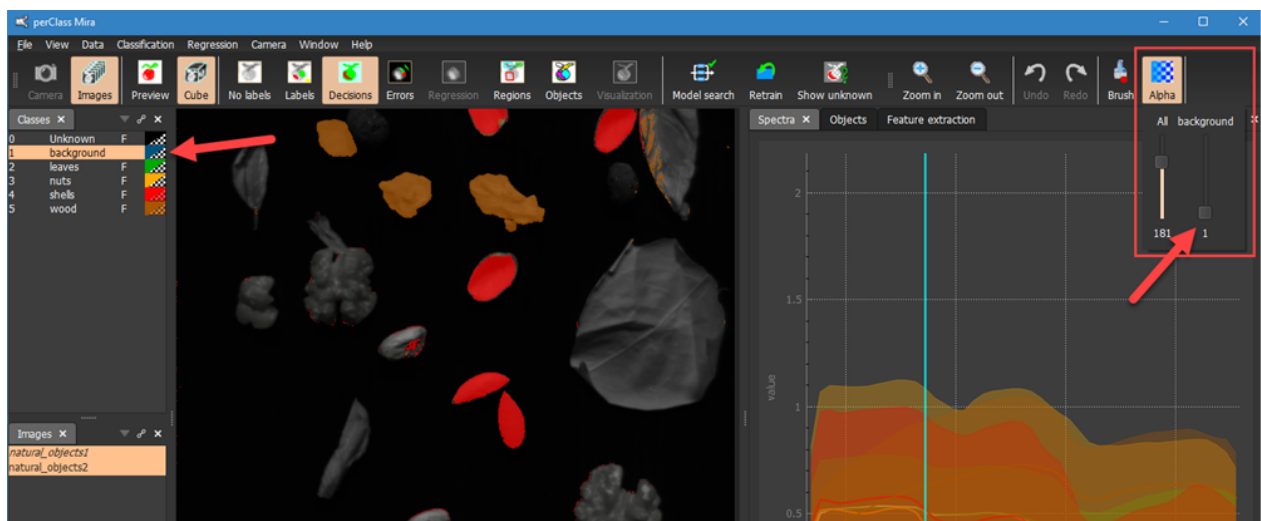 perClass Mira
File View Data Classification Regression Camera Window Help
Camera Images Preview Cube No labels Labels Decisions Errors Regression Regions Objects Visualization Model search Retrain Show unknown Zoom in Zoom out Undo Redo Brush Alpha
Classes
0 Unknown F
1 background
2 leaves F
3 nuts F
4 shells F
5 wood F
Images
natural_objects1
natural_objects2
Spectra Objects Feature extraction
All background
181 1
2
1.5
value
1
0.5